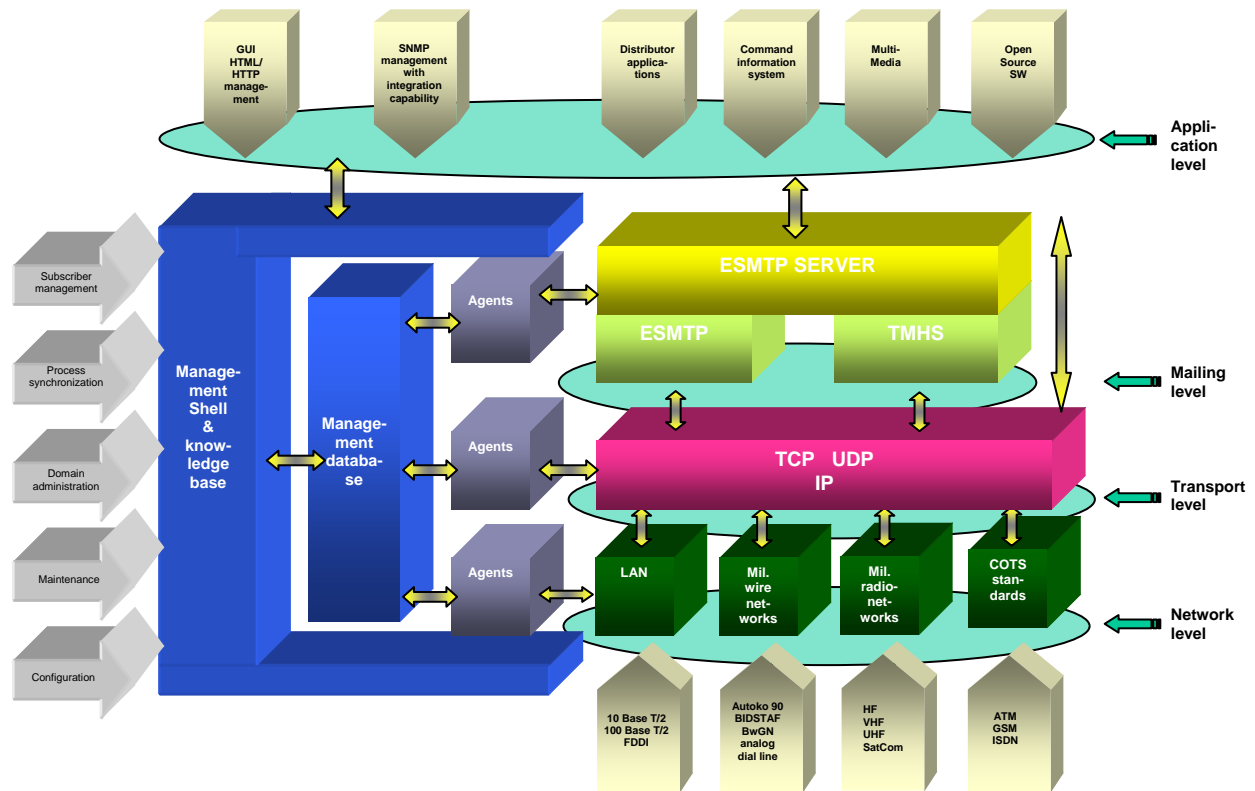 GUI
HTML/
HTTP
manage-
ment
SNMP
management
with
integration
capability
Distributor
applica-
tions
Command
information
system
Multi-
Media
Open
Source
SW
Appli-
cation
level
Subscriber
management
Process
synchronization
Domain
administration
Maintenance
Configuration
Manage-
ment
Shell
&
know-
ledge
base
Manage-
ment
databa-
se
Agents
Agents
Agents
ESMTP SERVER
ESMTP
TMHS
Mailing
level
TCP UDP
IP
Transport
level
LAN
Mil.
wire
net-
works
Mil.
radio-
net-
works
COTS
stan-
dards
Network
level
10 Base T/2
100 Base T/2
FDDI
Autoko 90
BIDSTAF
BwGN
analog
dial line
HF
VHF
UHF
SatCom
ATM
GSM
ISDN